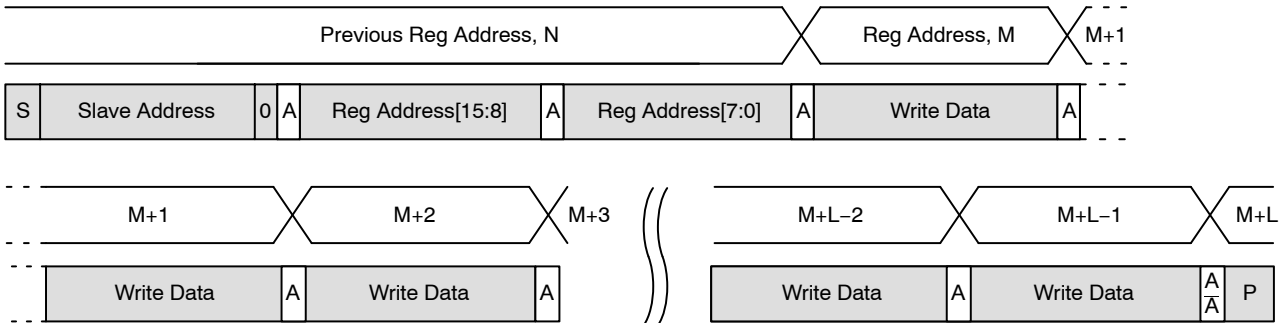 Previous Reg Address, N Reg Address, M M+1
S Slave Address 0 A Reg Address[15:8] A Reg Address[7:0] A Write Data A
M+1 M+2 M+3 M+L−2 M+L−1 M+L
Write Data A Write Data A Write Data A Write Data A P
A̅